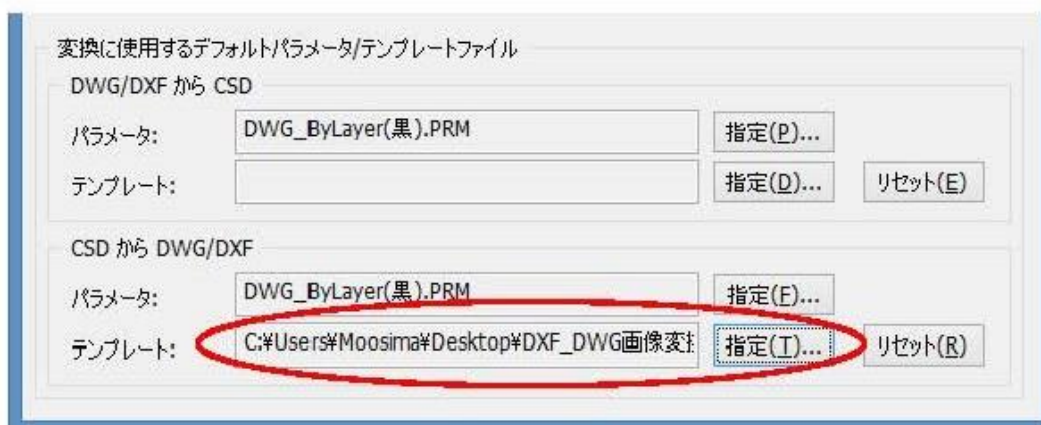 変換に使用するデフォルトパラメータ/テンプレートファイル
DWG/DXF から CSD
パラメータ: DWG_ByLayer(黒).PRM 指定(P)...
テンプレート: 指定(D)... リセット(E)
CSD から DWG/DXF
パラメータ: DWG_ByLayer(黒).PRM 指定(F)...
テンプレート: C:¥Users¥Moosima¥Desktop¥DXF_DWG画像変換 指定(T)... リセット(R)